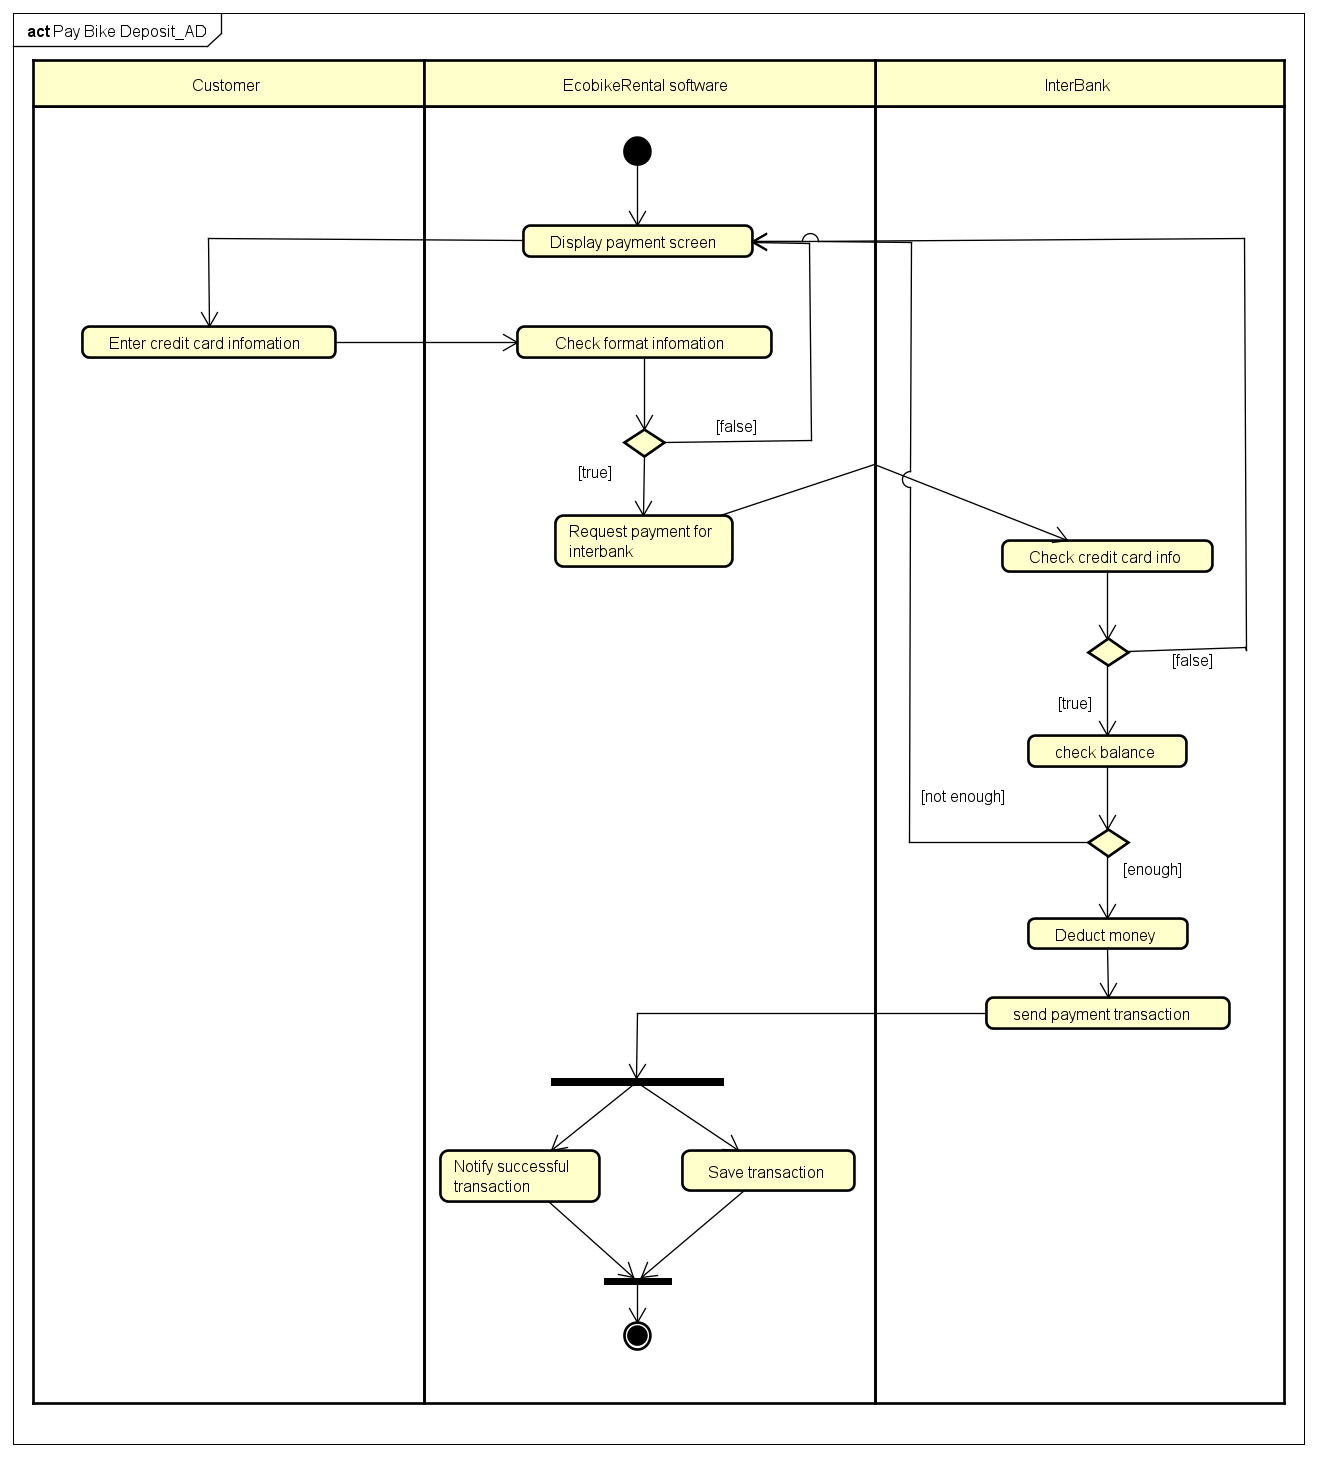 act Pay Bike Deposit_AD
Customer
EcobikeRental software
InterBank
Display payment screen
Enter credit card infomation
Check format infomation
[false]
[true]
Request payment for
interbank
Check credit card info
[false]
[true]
check balance
[not enough]
[enough]
Deduct money
send payment transaction
Notify successful
transaction
Save transaction